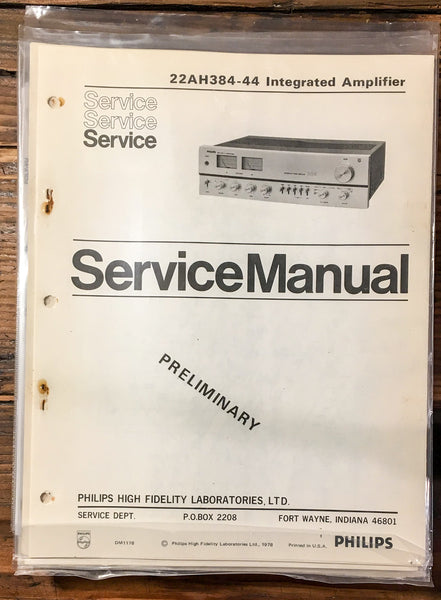 22AH384-44 Integrated Amplifier
Service
Service
Service
Service Manual
PRELIMINARY
PHILIPS HIGH FIDELITY LABORATORIES, LTD.
SERVICE DEPT. P.O.BOX 2208 FORT WAYNE, INDIANA 46801
PHILIPS
DM1178 © Philips High Fidelity Laboratories Ltd., 1978 Printed in U.S.A. PHILIPS